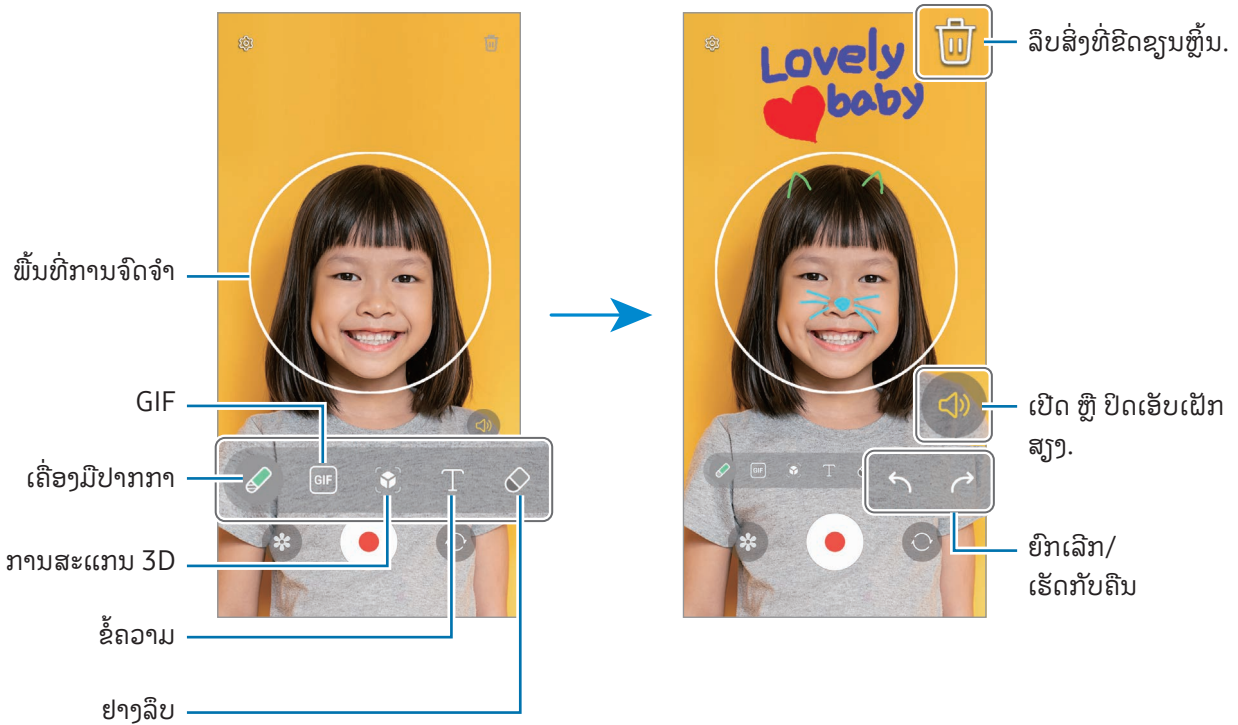 ພື້ນທີ່ການຈົດຈຳ
GIF
ເຄື່ອງມືປາກກາ
ການສະແກນ 3D
ຂໍ້ຄວາມ
ຢາງລຶບ
GIF
T
Lovely
baby
GIF
T
ລຶບສິ່ງທີ່ຂີດຂຽນຫຼິ້ນ.
ເປີດ ຫຼື ປິດເອັບເຝັກ
ສຽງ.
ຍົກເລີກ/
ເຮັດກັບຄືນ